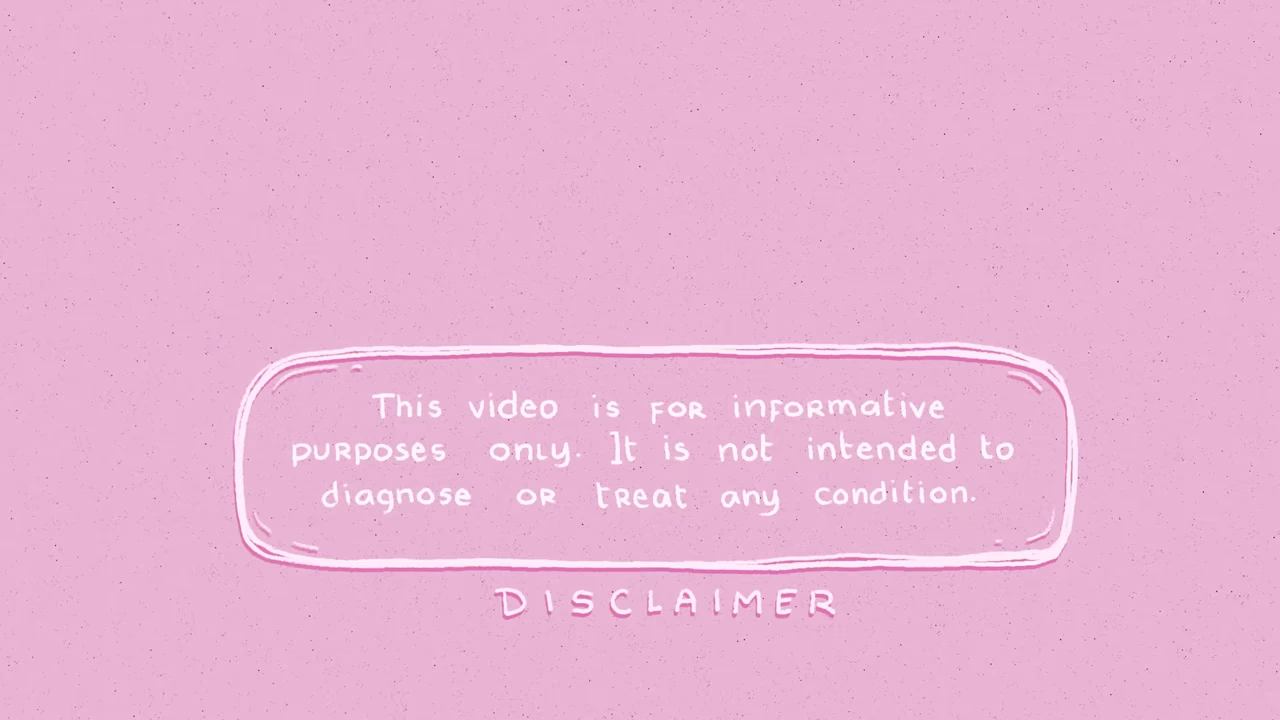 This video is for informative
purposes only. It is not intended to
diagnose or treat any condition.
DISCLAIMER